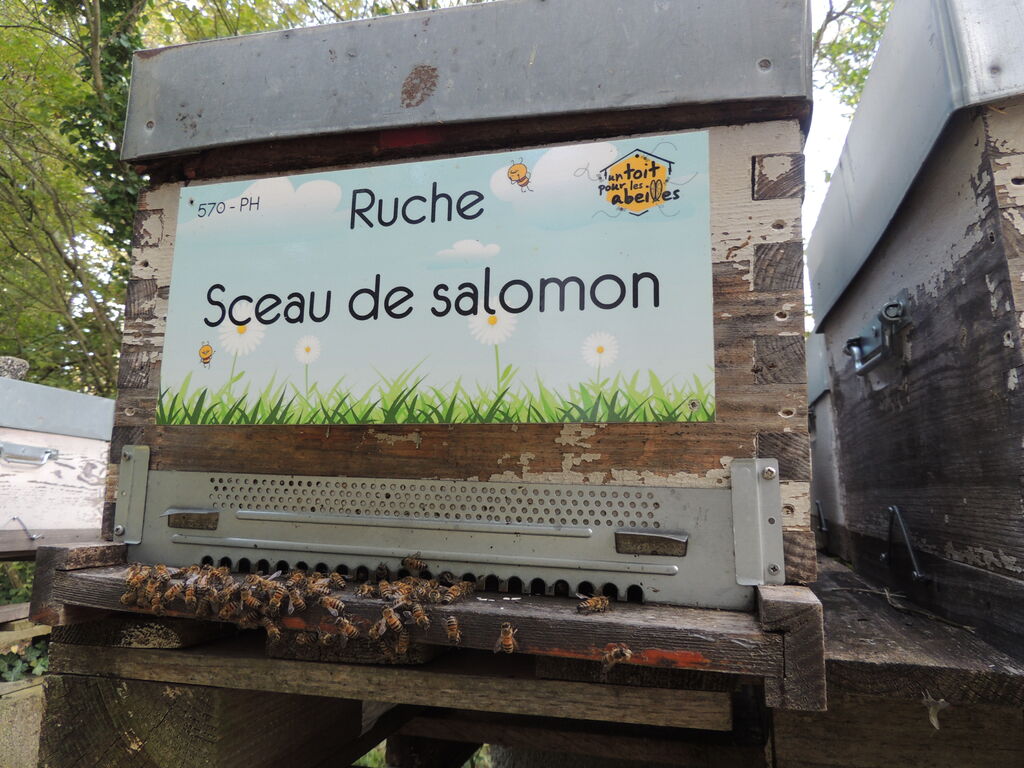 570 - PH
Ruche
un toit
pour les
abeilles
Sceau de salomon